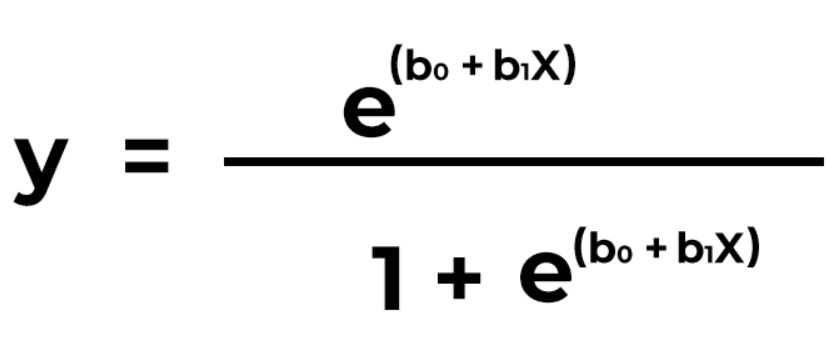 y = e^(b₀ + b₁X)
1 + e^(b₀ + b₁X)